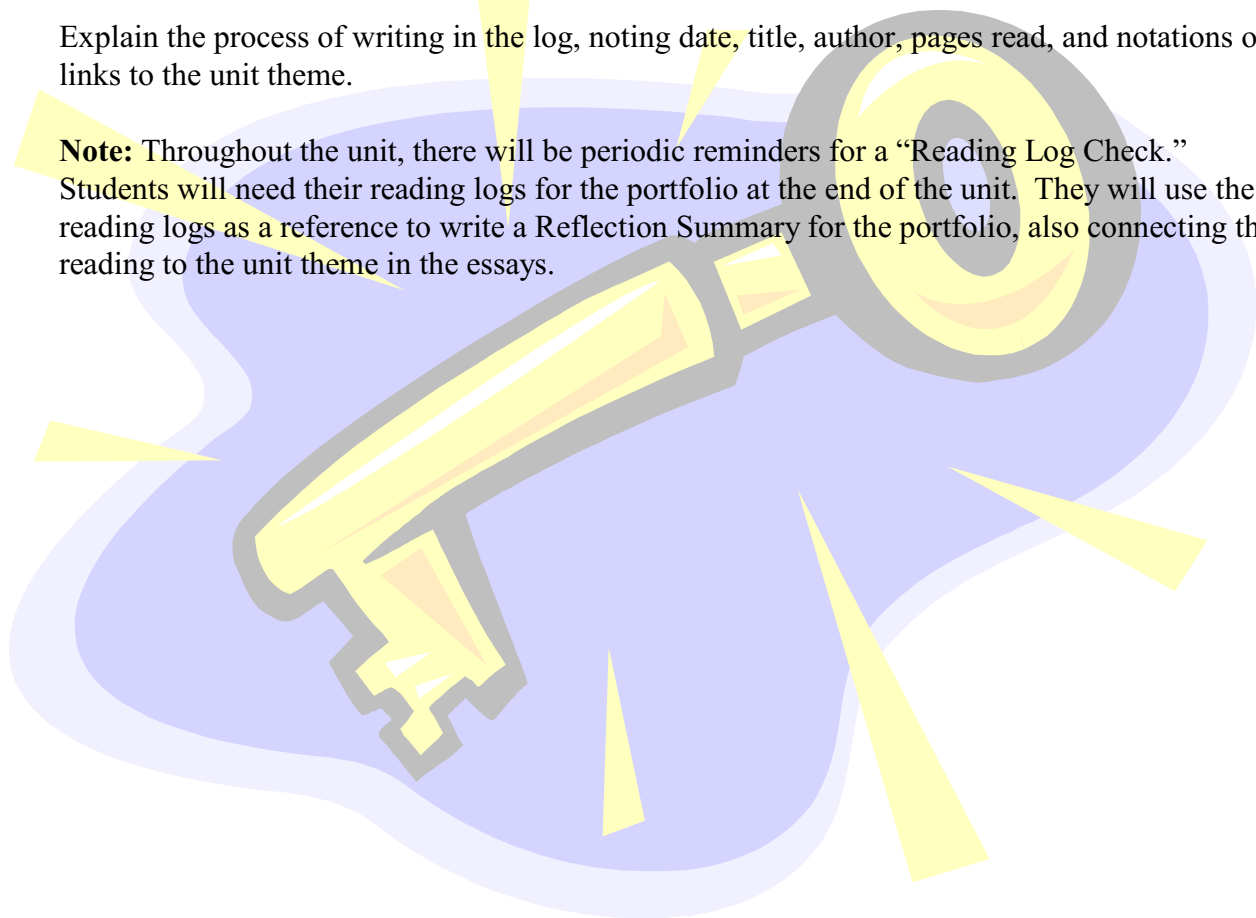 Explain the process of writing in the log, noting date, title, author, pages read, and notations o
links to the unit theme.
Note: Throughout the unit, there will be periodic reminders for a “Reading Log Check.”
Students will need their reading logs for the portfolio at the end of the unit. They will use the
reading logs as a reference to write a Reflection Summary for the portfolio, also connecting th
reading to the unit theme in the essays.